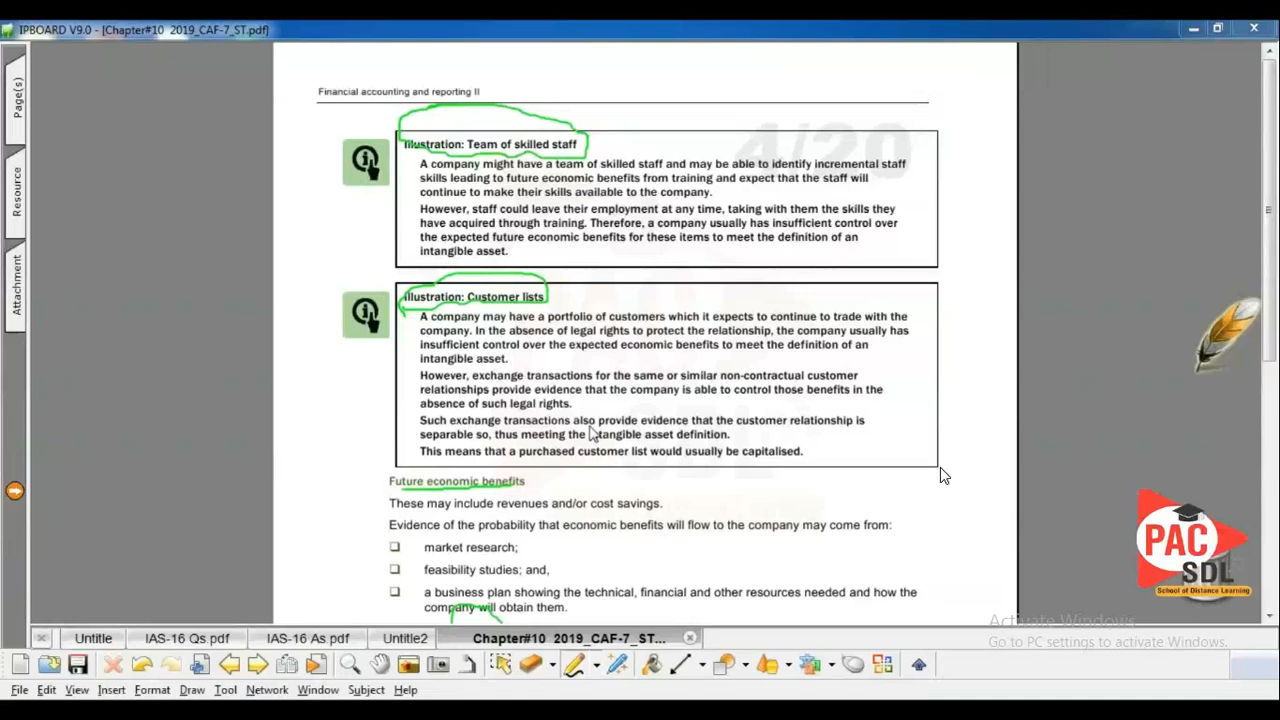 IPBOARD V9.0 - [Chapter#10 2019_CAF-7_ST.pdf]
Page(s)
Resource
Attachment
Financial accounting and reporting II
4/20
Illustration: Team of skilled staff
A company might have a team of skilled staff and may be able to identify incremental staff
skills leading to future economic benefits from training and expect that the staff will
continue to make their skills available to the company.
However, staff could leave their employment at any time, taking with them the skills they
have acquired through training. Therefore, a company usually has insufficient control over
the expected future economic benefits for these items to meet the definition of an
intangible asset.
Illustration: Customer lists
A company may have a portfolio of customers which it expects to continue to trade with the
company. In the absence of legal rights to protect the relationship, the company usually has
insufficient control over the expected economic benefits to meet the definition of an
intangible asset.
However, exchange transactions for the same or similar non-contractual customer
relationships provide evidence that the company is able to control those benefits in the
absence of such legal rights.
Such exchange transactions also provide evidence that the customer relationship is
separable so, thus meeting the intangible asset definition.
This means that a purchased customer list would usually be capitalised.
PAC
SDL
Future economic benefits
These may include revenues and/or cost savings.
Evidence of the probability that economic benefits will flow to the company may come from:
market research;
feasibility studies; and,
a business plan showing the technical, financial and other resources needed and how the
company will obtain them.
PAC
SDL
School of Distance Learning
Activate Windows
Go to PC settings to activate Windows.
Untitle IAS-16 Qs.pdf IAS-16 As.pdf Untitle2 Chapter#10_2019_CAF-7_ST...
File Edit View Insert Format Draw Tool Network Window Subject Help